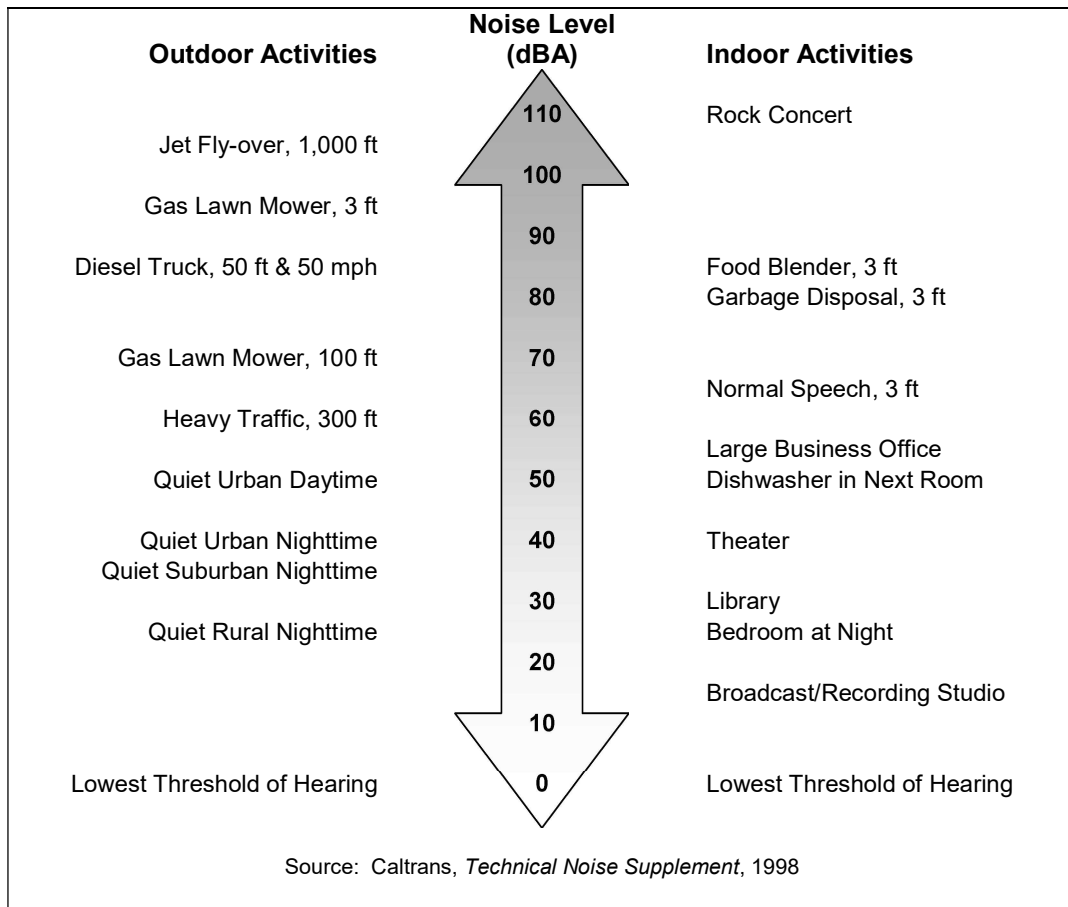 Noise Level
Outdoor Activities (dBA) Indoor Activities
110 Rock Concert
Jet Fly-over, 1,000 ft
100
Gas Lawn Mower, 3 ft
90
Diesel Truck, 50 ft & 50 mph Food Blender, 3 ft
80 Garbage Disposal, 3 ft
Gas Lawn Mower, 100 ft 70
Normal Speech, 3 ft
Heavy Traffic, 300 ft 60
Large Business Office
Quiet Urban Daytime 50 Dishwasher in Next Room
Quiet Urban Nighttime 40 Theater
Quiet Suburban Nighttime
30 Library
Quiet Rural Nighttime Bedroom at Night
20
Broadcast/Recording Studio
10
Lowest Threshold of Hearing 0 Lowest Threshold of Hearing
Source: Caltrans, Technical Noise Supplement, 1998